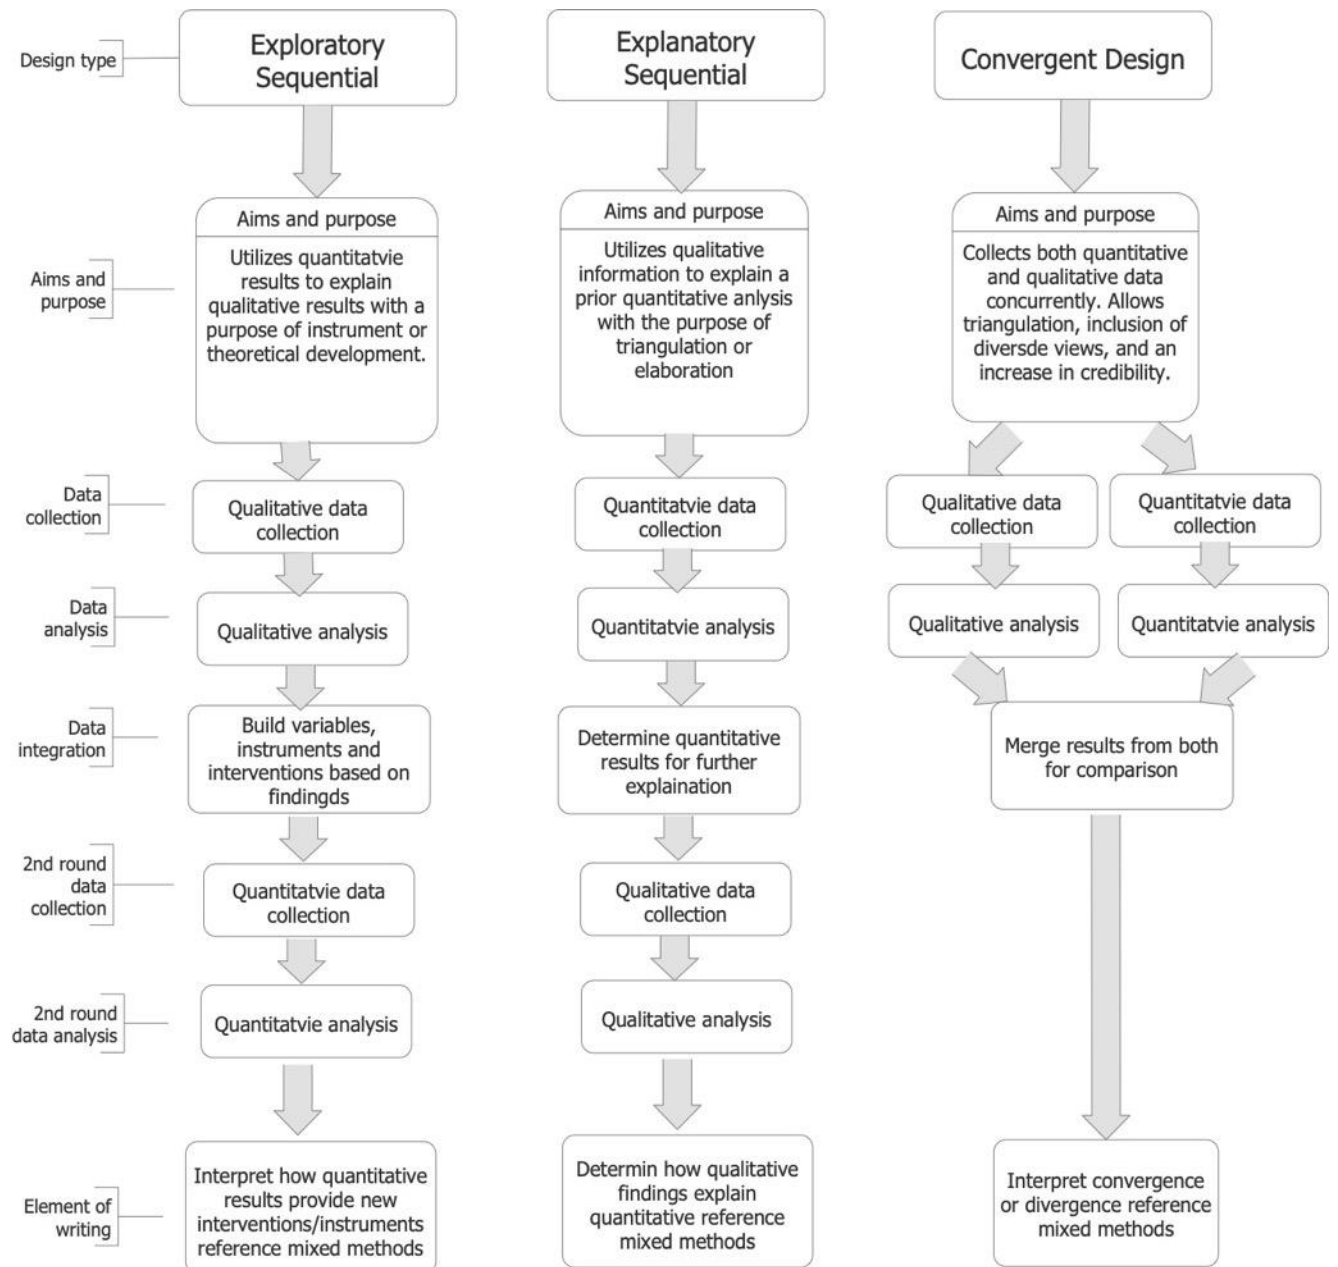 Design type
Exploratory
Sequential
Explanatory
Sequential
Convergent Design
Aims and
purpose
Aims and purpose
Utilizes quantitatvie
results to explain
qualitative results with a
purpose of instrument or
theoretical development.
Aims and purpose
Utilizes qualitative
information to explain a
prior quantitative anlysis
with the purpose of
triangulation or
elaboration
Aims and purpose
Collects both quantitative
and qualitative data
concurrently. Allows
triangulation, inclusion of
diversde views, and an
increase in credibility.
Data
collection
Qualitative data
collection
Quantitatvie data
collection
Qualitative data
collection
Quantitatvie data
collection
Data
analysis
Qualitative analysis
Quantitatvie analysis
Qualitative analysis
Quantitatvie analysis
Data
integration
Build variables,
instruments and
interventions based on
findingds
Determine quantitative
results for further
explaination
Merge results from both
for comparison
2nd round
data
collection
Quantitatvie data
collection
Qualitative data
collection
2nd round
data analysis
Quantitatvie analysis
Qualitative analysis
Element of
writing
Interpret how quantitative
results provide new
interventions/instruments
reference mixed methods
Determin how qualitative
findings explain
quantitative reference
mixed methods
Interpret convergence
or divergence reference
mixed methods